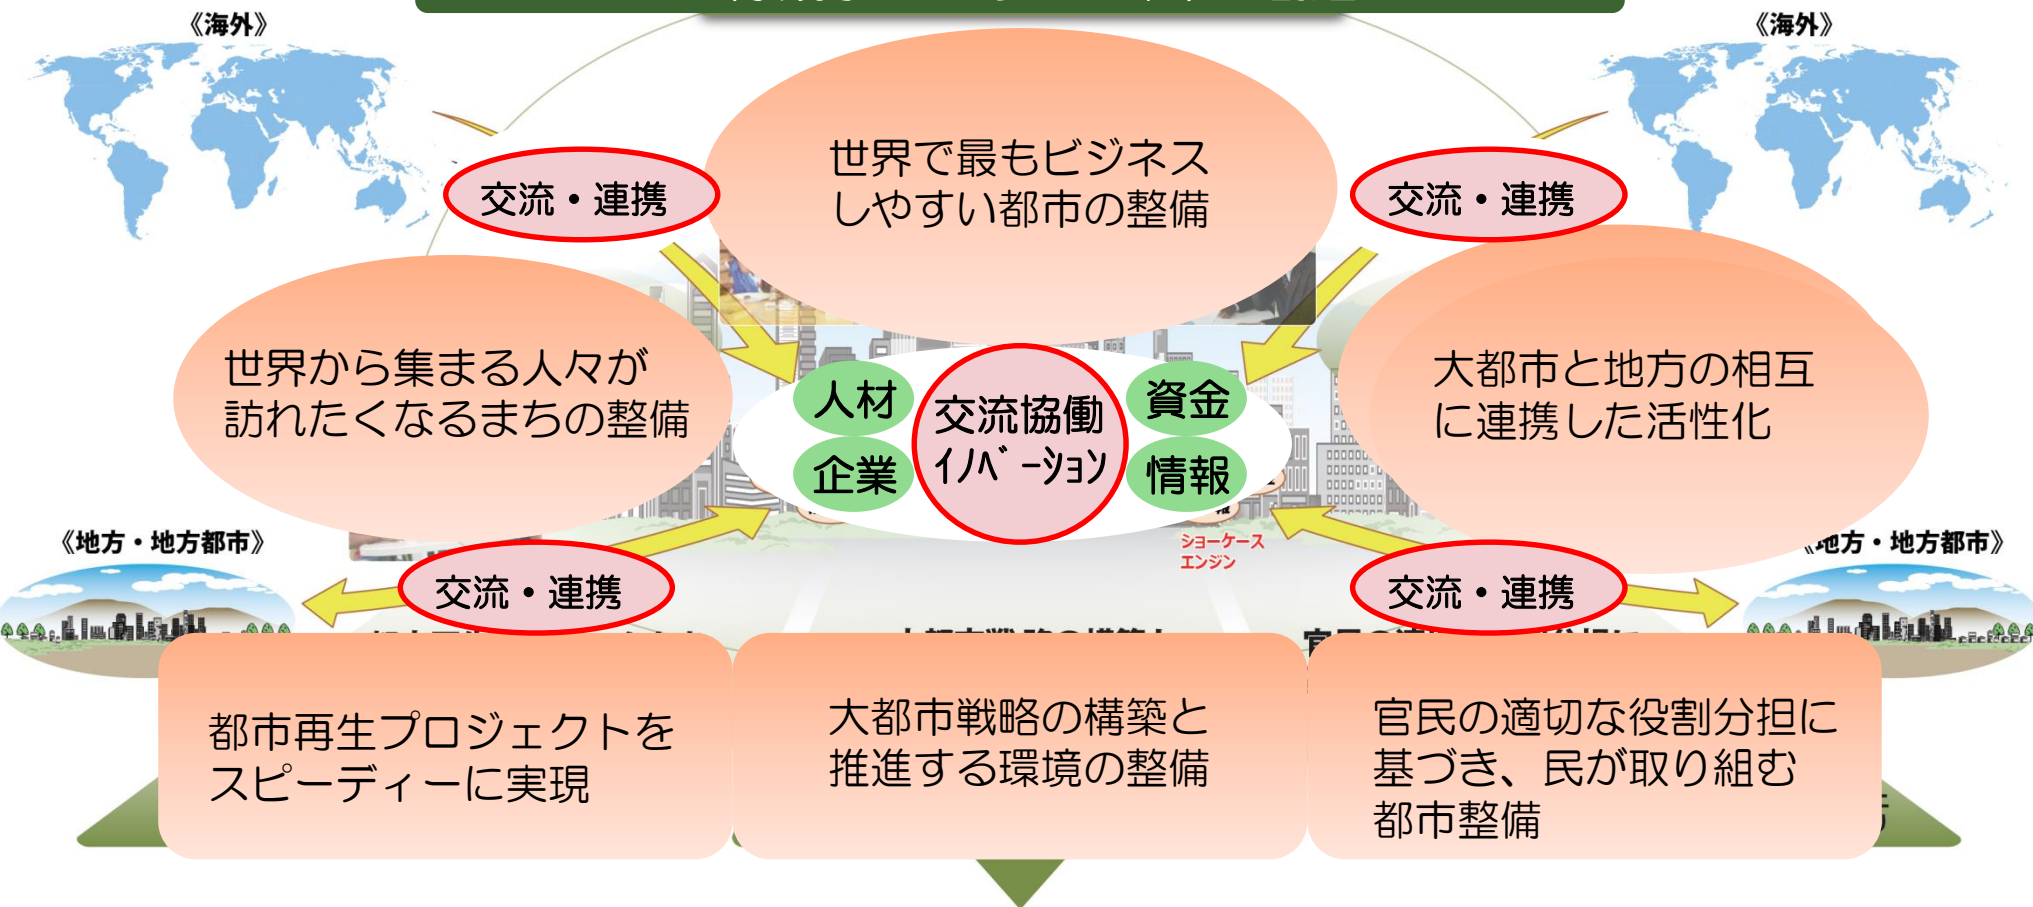 《海外》
《海外》
世界で最もビジネス
しやすい都市の整備
交流・連携
交流・連携
世界から集まる人々が
訪れたくなるまちの整備
大都市と地方の相互
に連携した活性化
人材
資金
交流協働
ｲﾉﾍﾞｰｼｮﾝ
企業
情報
ショーケース
エンジン
《地方・地方都市》
地方・地方都市》
交流・連携
交流・連携
都市再生プロジェクトを
スピーディーに実現
大都市戦略の構築と
推進する環境の整備
官民の適切な役割分担に
基づき、民が取り組む
都市整備